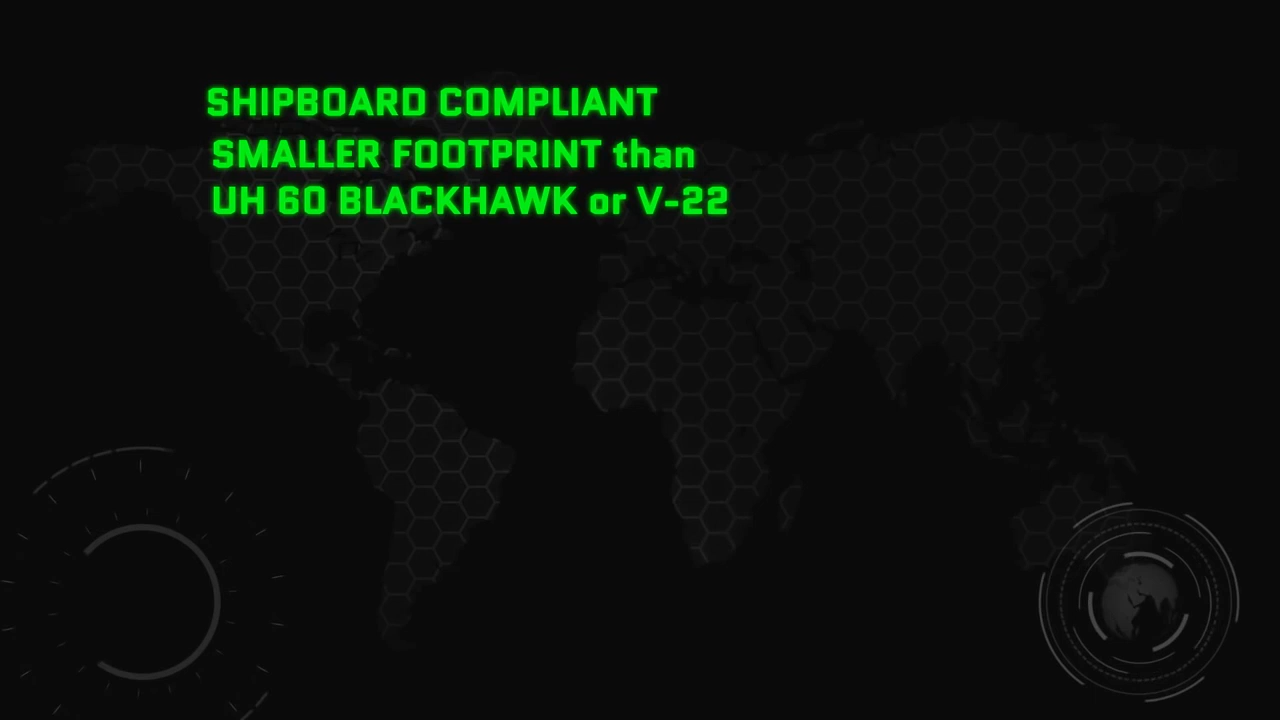 SHIPBOARD COMPLIANT
SMALLER FOOTPRINT than
UH 60 BLACKHAWK or V-22